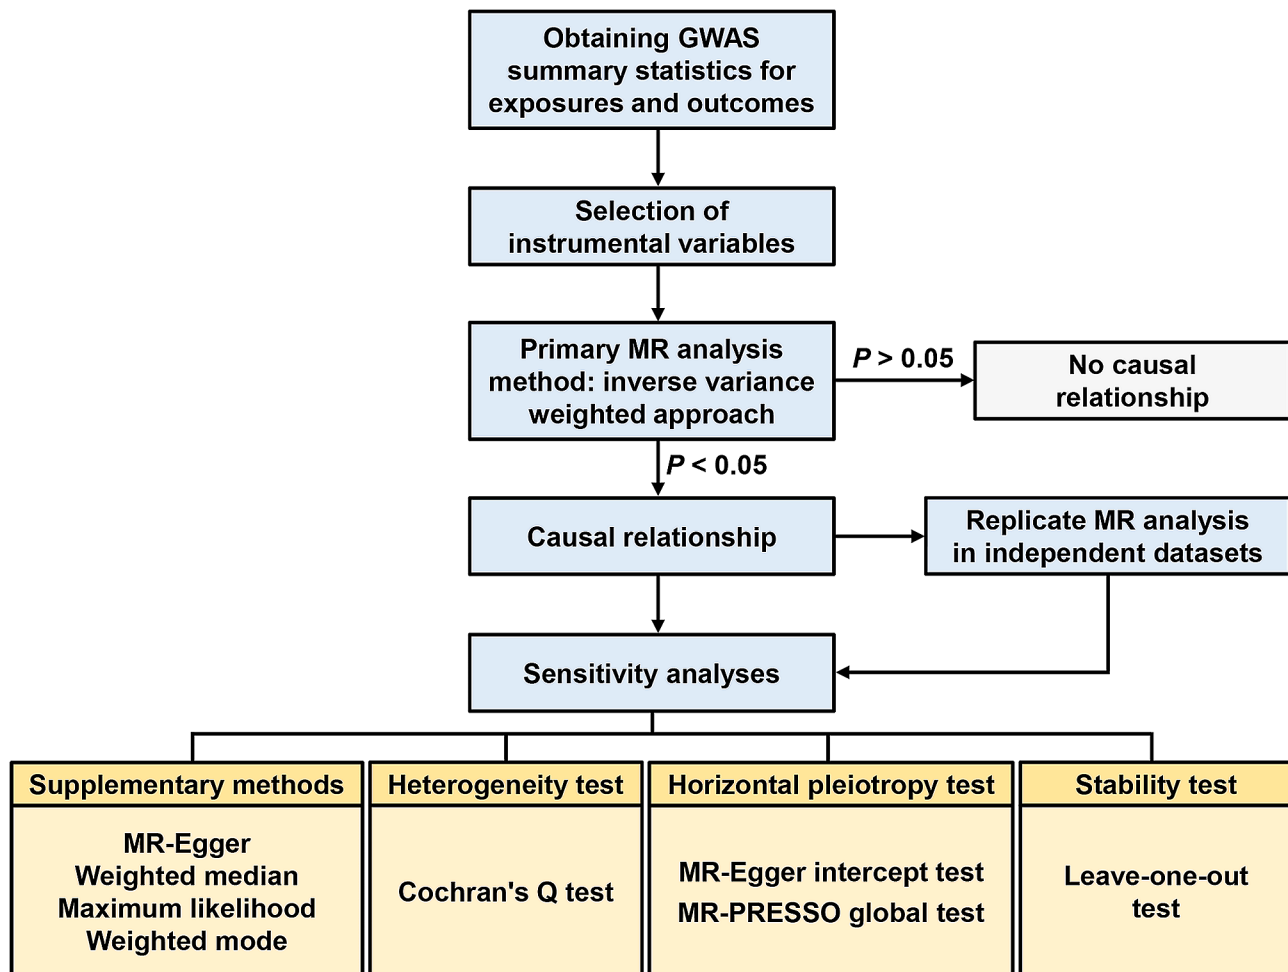 Obtaining GWAS
summary statistics for
exposures and outcomes
Selection of
instrumental variables
Primary MR analysis
method: inverse variance
weighted approach
P > 0.05
No causal
relationship
P < 0.05
Causal relationship
Replicate MR analysis
in independent datasets
Sensitivity analyses
Supplementary methods
MR-Egger
Weighted median
Maximum likelihood
Weighted mode
Heterogeneity test
Cochran's Q test
Horizontal pleiotropy test
MR-Egger intercept test
MR-PRESSO global test
Stability test
Leave-one-out
test